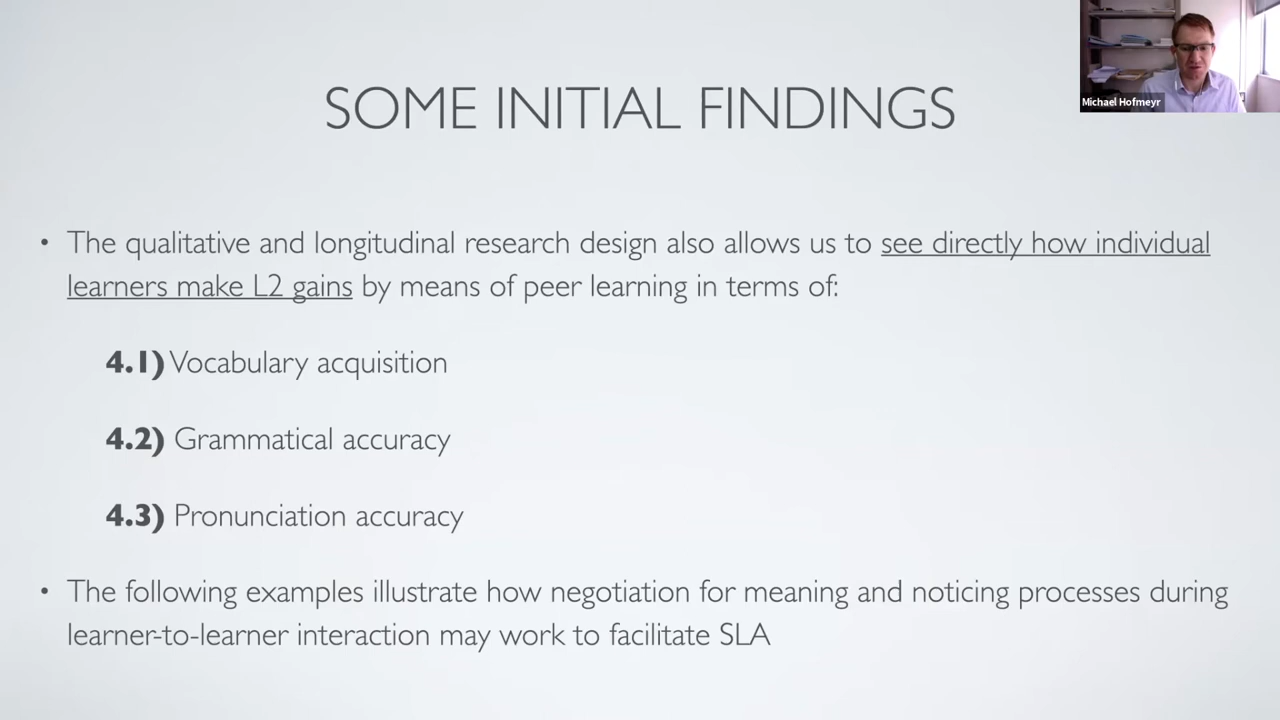 SOME INITIAL FINDINGS
Michael Hofmeyr
• The qualitative and longitudinal research design also allows us to see directly how individual
learners make L2 gains by means of peer learning in terms of:
4.1) Vocabulary acquisition
4.2) Grammatical accuracy
4.3) Pronunciation accuracy
• The following examples illustrate how negotiation for meaning and noticing processes during
learner-to-learner interaction may work to facilitate SLA